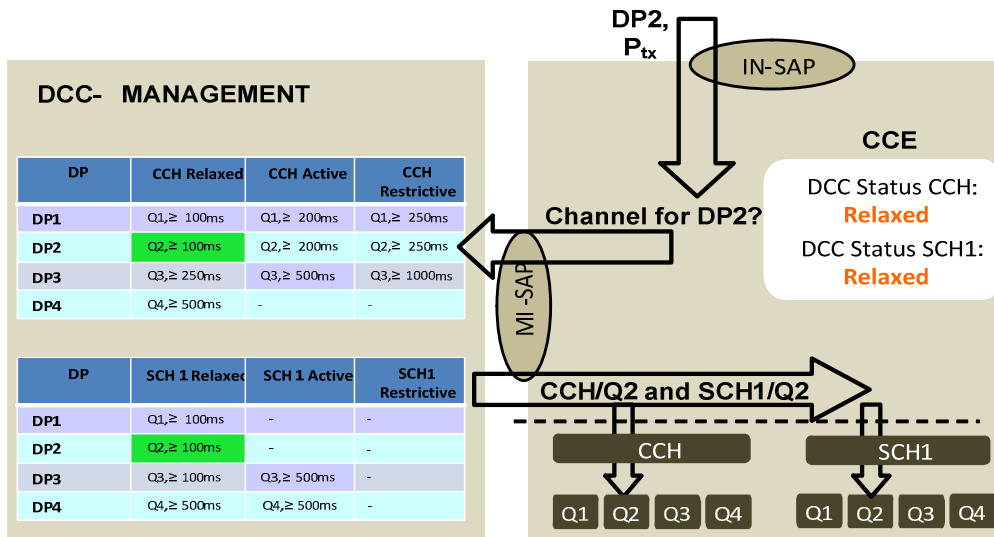 DP2,
Ptx
IN-SAP
DCC- MANAGEMENT
CCE
DCC Status CCH:
Relaxed
DCC Status SCH1:
Relaxed
DP CCH Relaxed CCH Active CCH Restrictive
DP1 Q1,≥ 100ms Q1,≥ 200ms Q1,≥ 250ms
DP2 Q2,≥ 100ms Q2,≥ 200ms Q2,≥ 250ms
DP3 Q3,≥ 250ms Q3,≥ 500ms Q3,≥ 1000ms
DP4 Q4,≥ 500ms - -
Channel for DP2?
MI -SAP
DP SCH 1 Relaxed SCH 1 Active SCH1 Restrictive
DP1 Q1,≥ 100ms - -
DP2 Q2,≥ 100ms - -
DP3 Q3,≥ 100ms Q3,≥ 500ms -
DP4 Q4,≥ 500ms Q4,≥ 500ms -
CCH/Q2 and SCH1/Q2
CCH
SCH1
Q1 Q2 Q3 Q4
Q1 Q2 Q3 Q4